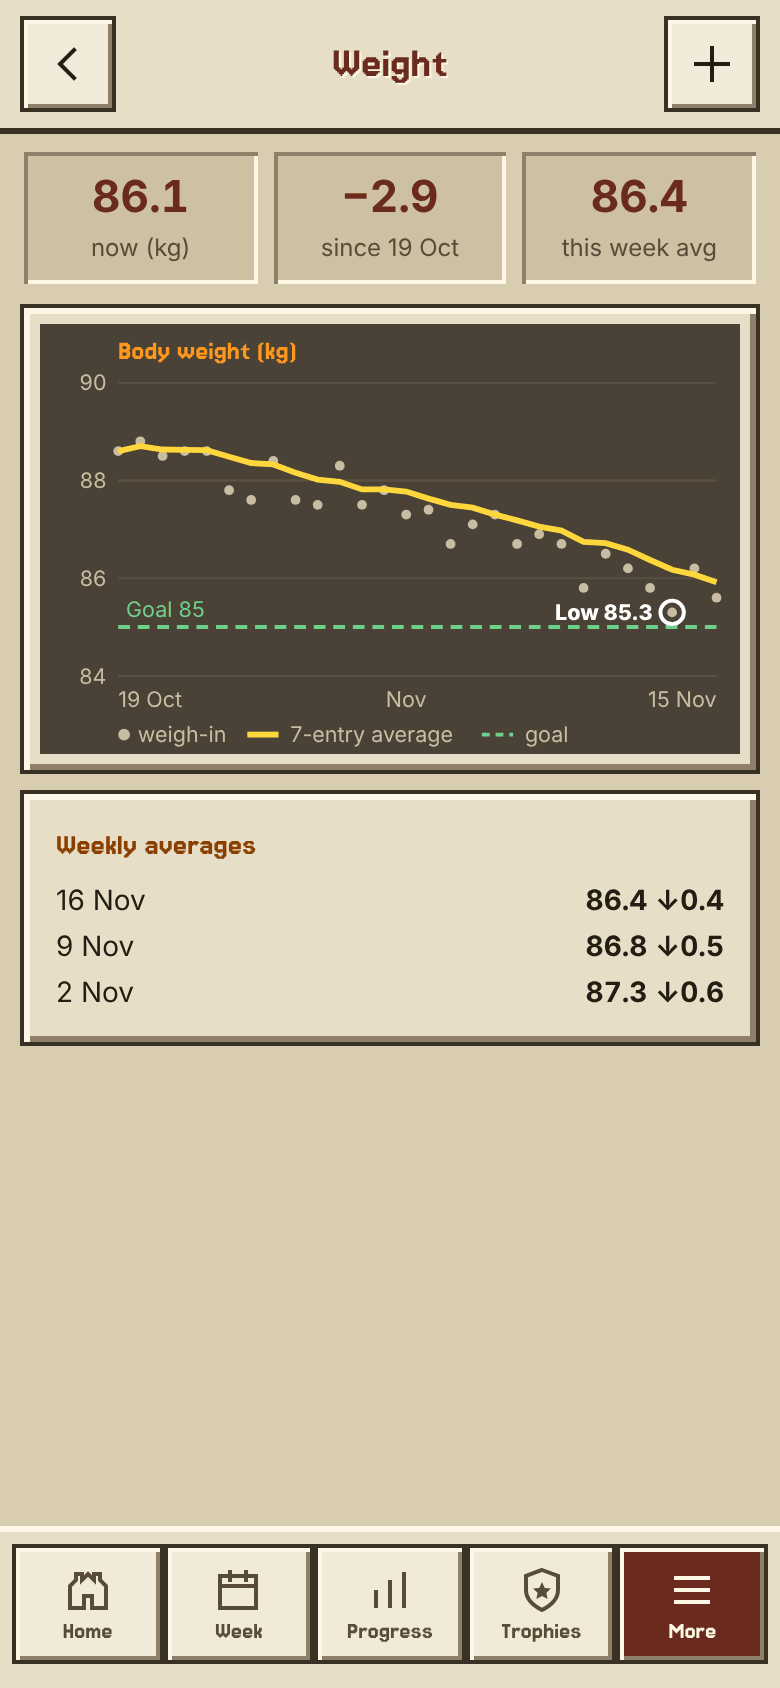 Weight
86.1
now (kg)
−2.9
since 19 Oct
86.4
this week avg
Body weight (kg)
90
88
86
84
Goal 85
Low 85.3
19 Oct Nov 15 Nov
weigh-in 7-entry average goal
Weekly averages
16 Nov 86.4 ↓0.4
9 Nov 86.8 ↓0.5
2 Nov 87.3 ↓0.6
Home Week Progress Trophies More